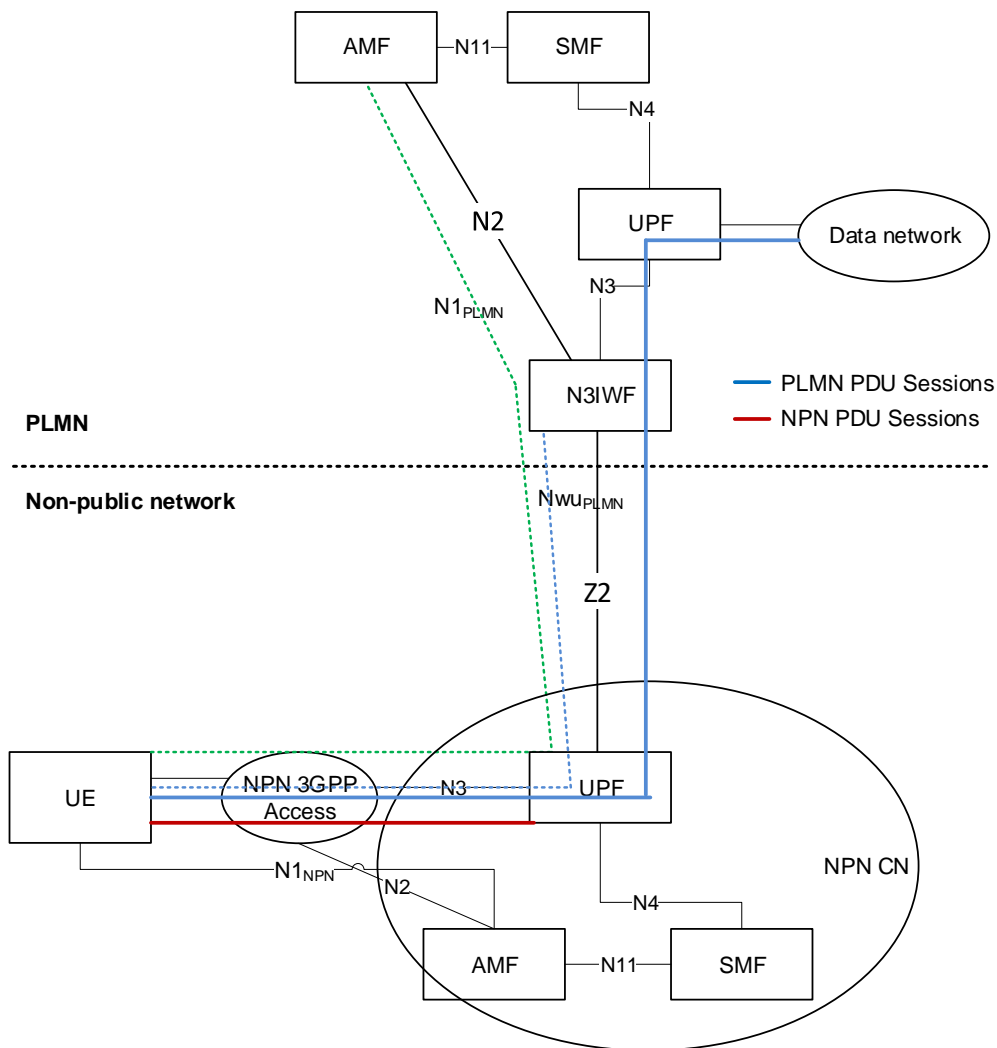 AMF
N11
SMF
N4
N2
UPF
Data network
N3
N1PLMN
N3IWF
PLMN PDU Sessions
NPN PDU Sessions
PLMN
Non-public network
NwuPLMN
Z2
UE
NPN 3GPP
Access
N3
UPF
NPN CN
N1NPN
N2
N4
AMF
N11
SMF